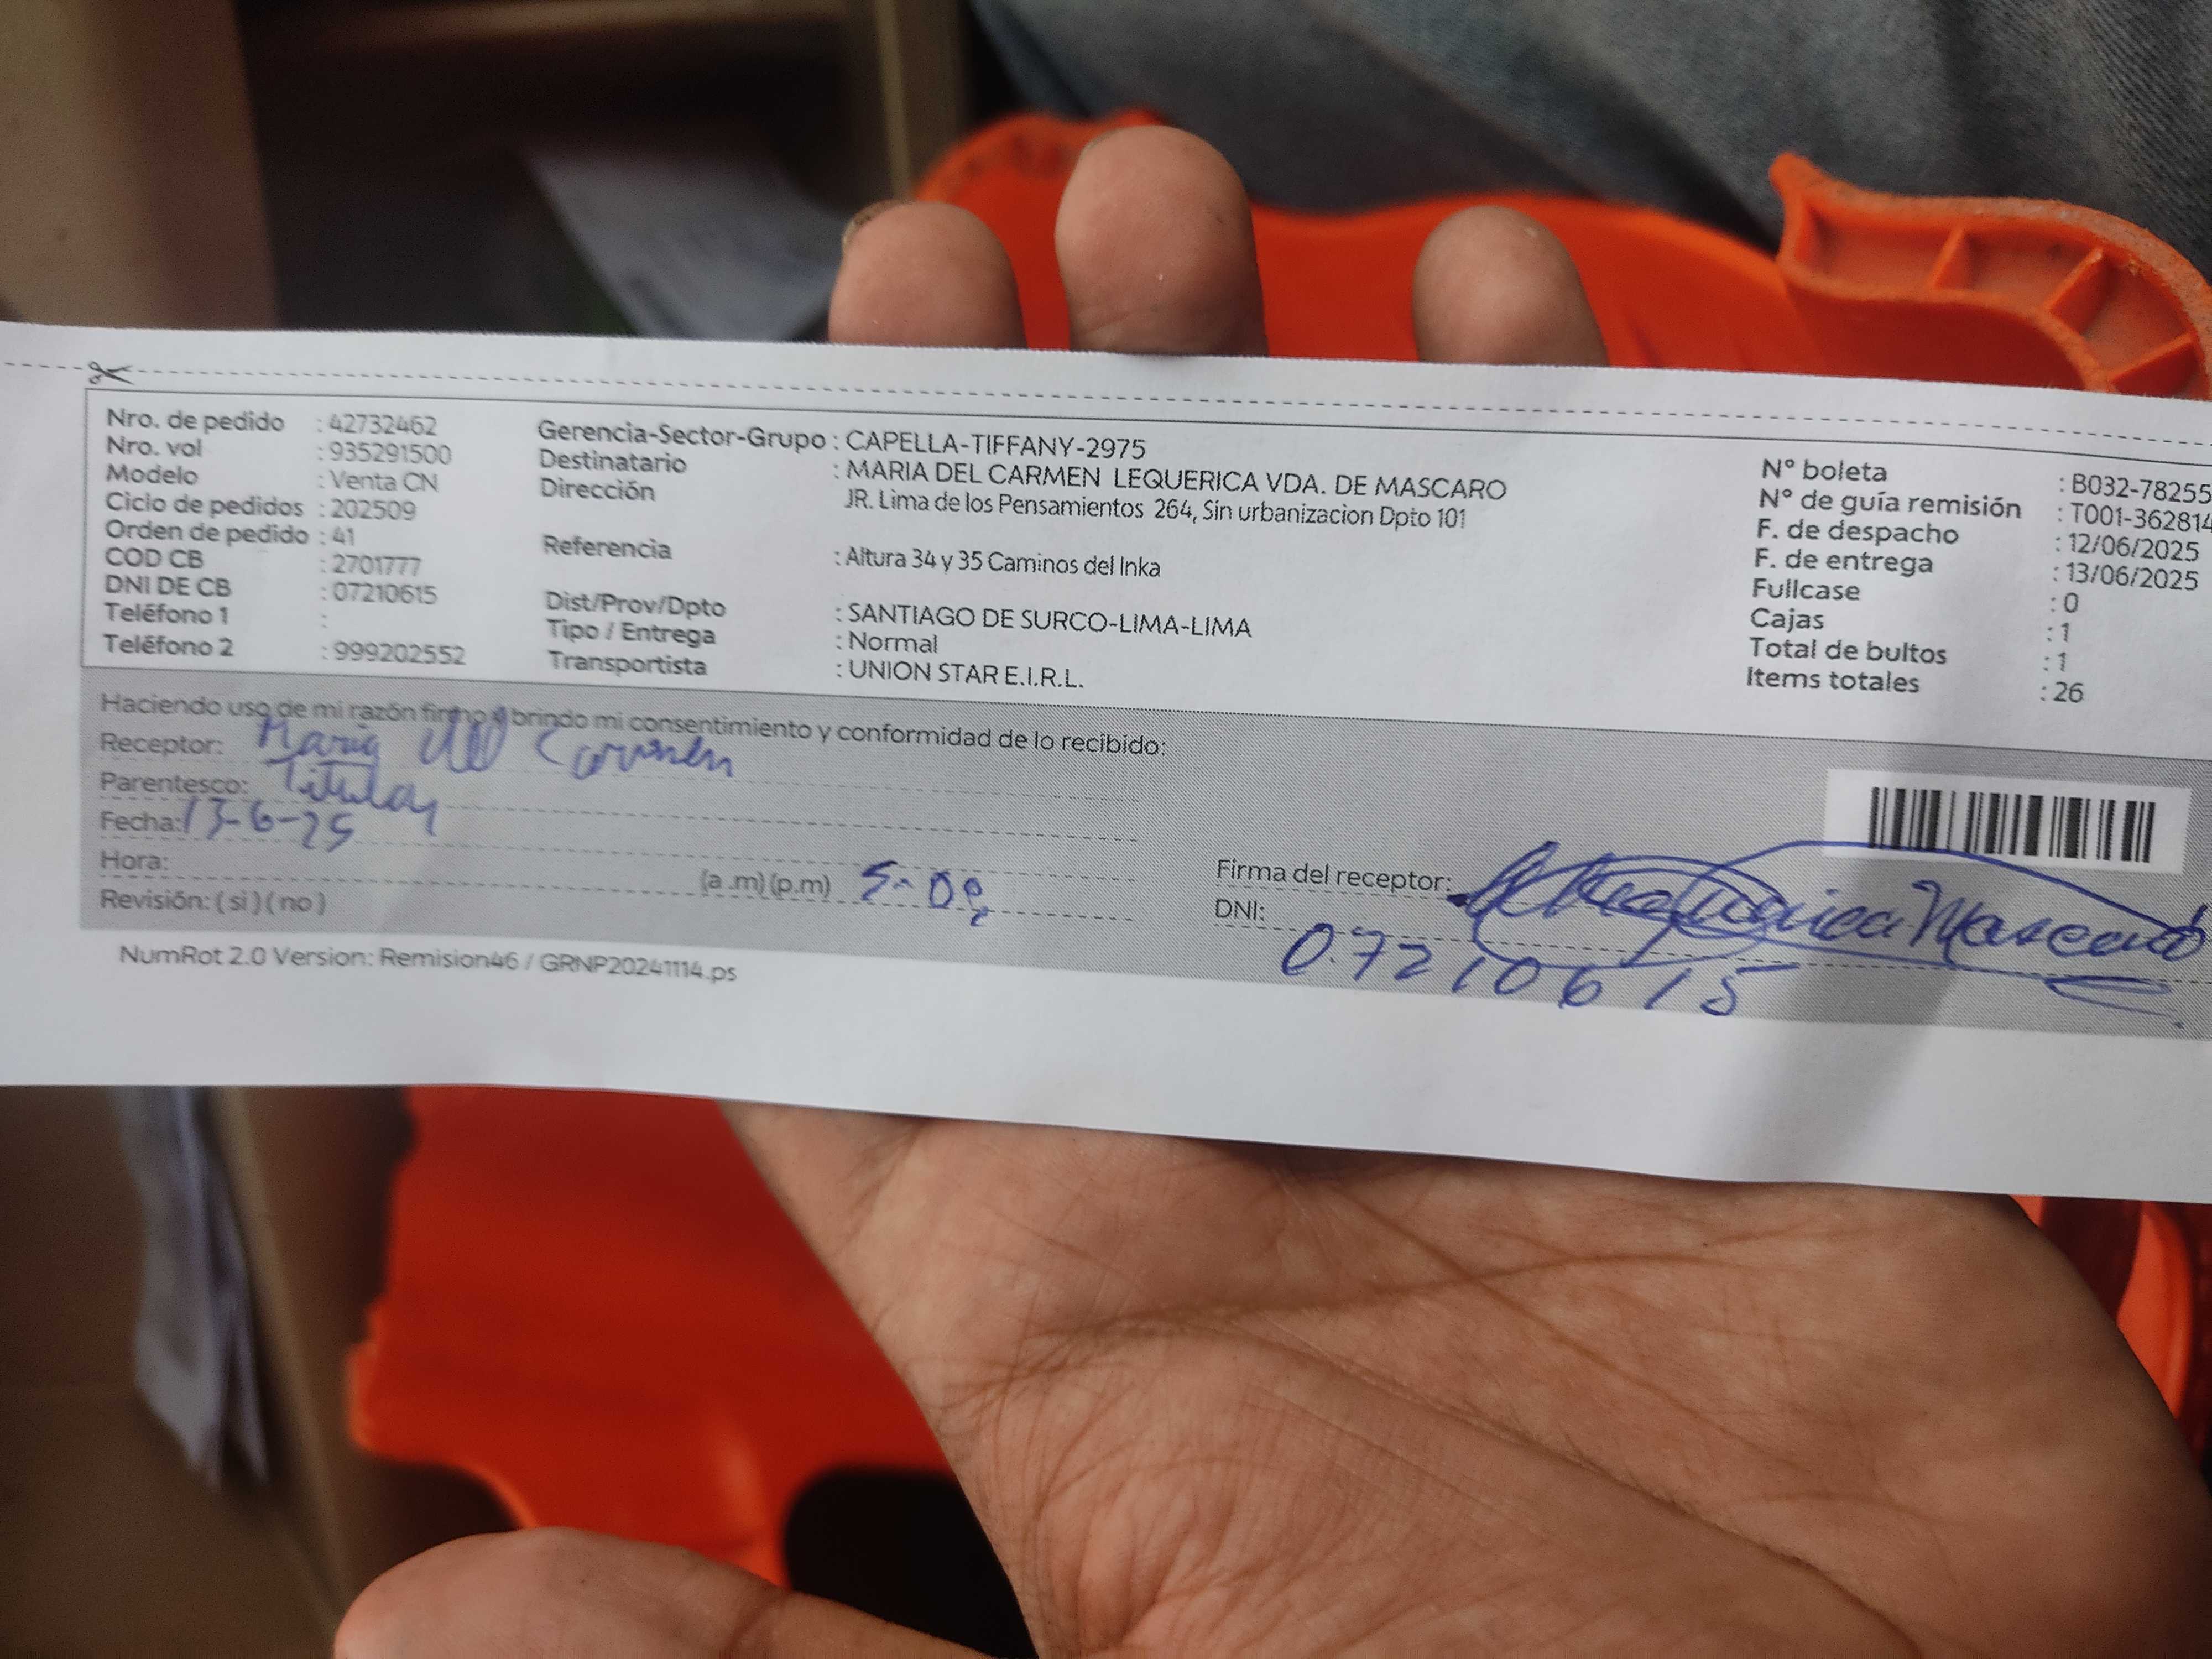 Nro. de pedido : 42732462
Nro. vol : 935291500
Modelo : Venta CN
Ciclo de pedidos : 202509
Orden de pedido : 41
COD CB : 2701777
DNI DE CB : 07210615
Teléfono 1 :
Teléfono 2 : 999202552
Gerencia-Sector-Grupo : CAPELLA-TIFFANY-2975
Destinatario : MARIA DEL CARMEN LEQUERICA VDA. DE MASCARO
Dirección JR. Lima de los Pensamientos 264, Sin urbanizacion Dpto 101
Referencia : Altura 34 y 35 Caminos del Inka
Dist/Prov/Dpto : SANTIAGO DE SURCO-LIMA-LIMA
Tipo / Entrega : Normal
Transportista : UNION STAR E.I.R.L.
N° boleta : B032-78255
N° de guía remisión : T001-362814
F. de despacho : 12/06/2025
F. de entrega : 13/06/2025
Fullcase : 0
Cajas : 1
Total de bultos : 1
Items totales : 26
Haciendo uso de mi razón firmo y brindo mi consentimiento y conformidad de lo recibido:
Receptor: Maria del Carmen
Parentesco: Titular
Fecha: 13-6-25
Hora: (a .m) (p.m)
Revisión: ( si ) ( no )
Firma del receptor: Mascaro
DNI: 07210615
NumRot 2.0 Version: Remision46 / GRNP20241114.ps